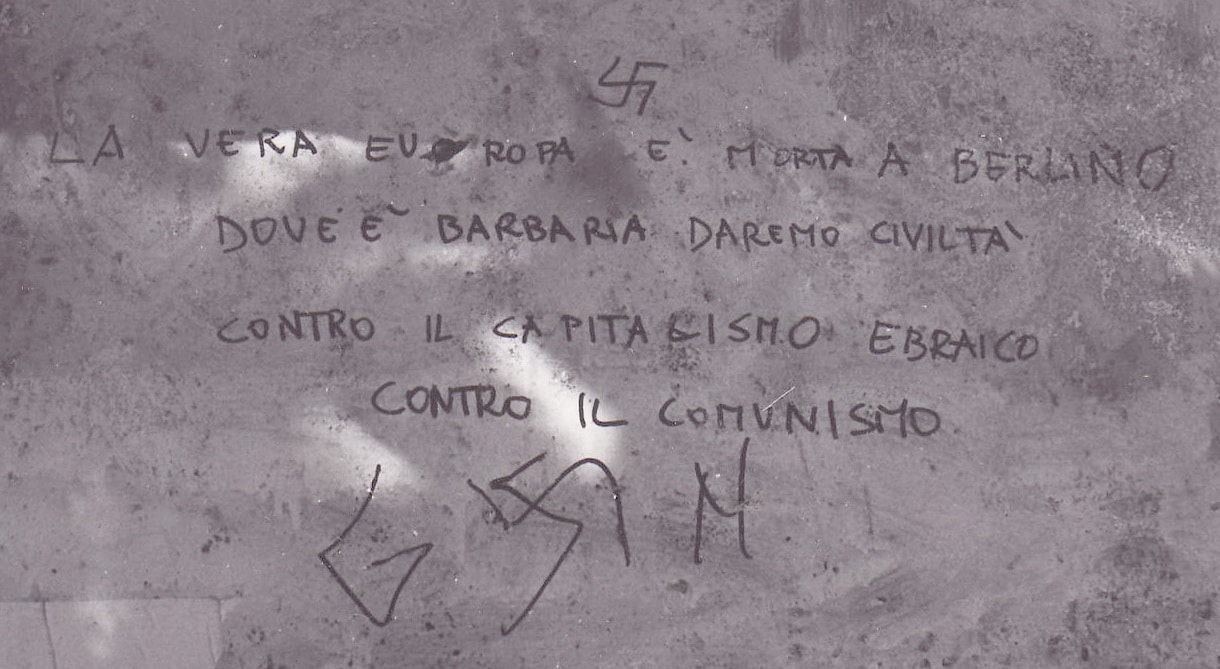 LA VERA EUROPA E' MORTA A BERLINO
DOVE È BARBARIA DAREMO CIVILTA'
CONTRO IL CAPITALISMO EBRAICO
CONTRO IL COMUNISMO